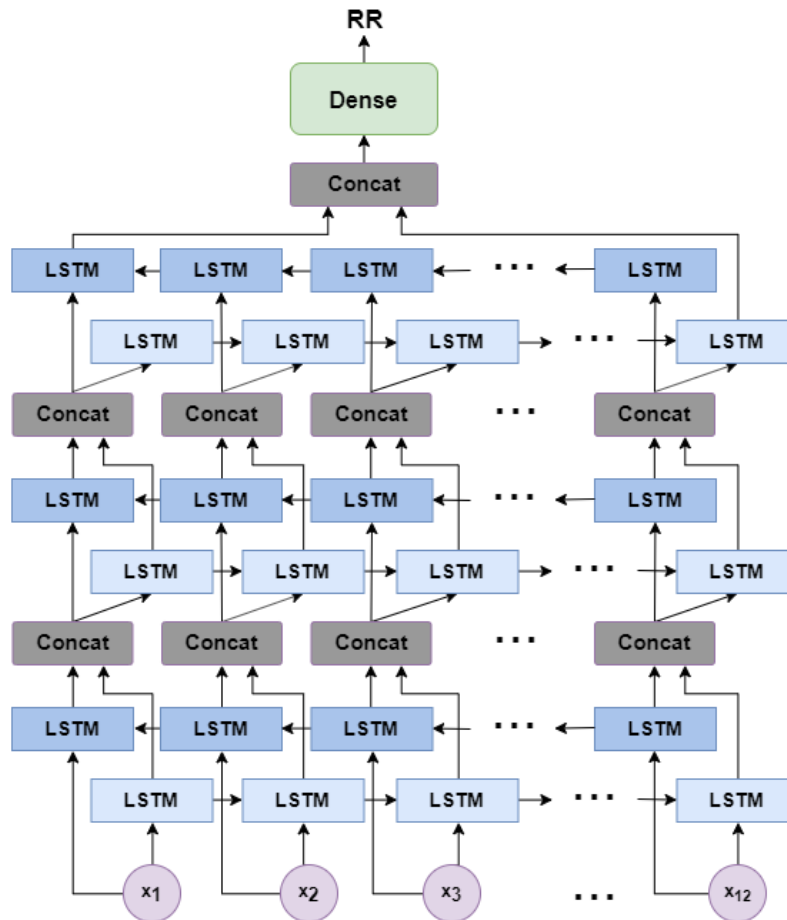 RR
Dense
Concat
LSTM LSTM LSTM ... LSTM
LSTM LSTM LSTM ... LSTM
Concat Concat Concat ... Concat
LSTM LSTM LSTM ... LSTM
LSTM LSTM LSTM ... LSTM
Concat Concat Concat ... Concat
LSTM LSTM LSTM ... LSTM
LSTM LSTM LSTM ... LSTM
x1 x2 x3 ... x12